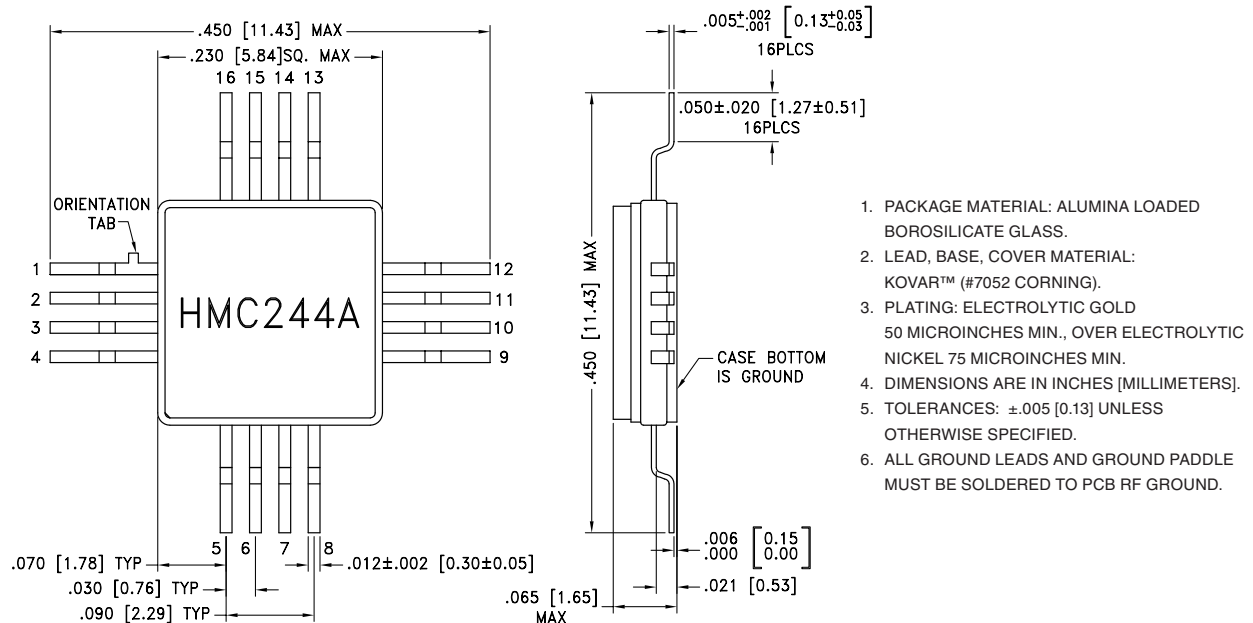 .450 [11.43] MAX
.230 [5.84]SQ. MAX
16 15 14 13
ORIENTATION
TAB
1
2
3
4
HMC244A
12
11
10
9
5 6 7 8
.070 [1.78] TYP
.030 [0.76] TYP
.090 [2.29] TYP
.012±.002 [0.30±0.05]
.005+.002 -.001 [0.13+0.05 -0.03]
16PLCS
.050±.020 [1.27±0.51]
16PLCS
.450 [11.43] MAX
CASE BOTTOM
IS GROUND
.006 [0.15]
.000 [0.00]
.021 [0.53]
.065 [1.65]
MAX
1. PACKAGE MATERIAL: ALUMINA LOADED
BOROSILICATE GLASS.
2. LEAD, BASE, COVER MATERIAL:
KOVAR™ (#7052 CORNING).
3. PLATING: ELECTROLYTIC GOLD
50 MICROINCHES MIN., OVER ELECTROLYTIC
NICKEL 75 MICROINCHES MIN.
4. DIMENSIONS ARE IN INCHES [MILLIMETERS].
5. TOLERANCES: ±.005 [0.13] UNLESS
OTHERWISE SPECIFIED.
6. ALL GROUND LEADS AND GROUND PADDLE
MUST BE SOLDERED TO PCB RF GROUND.